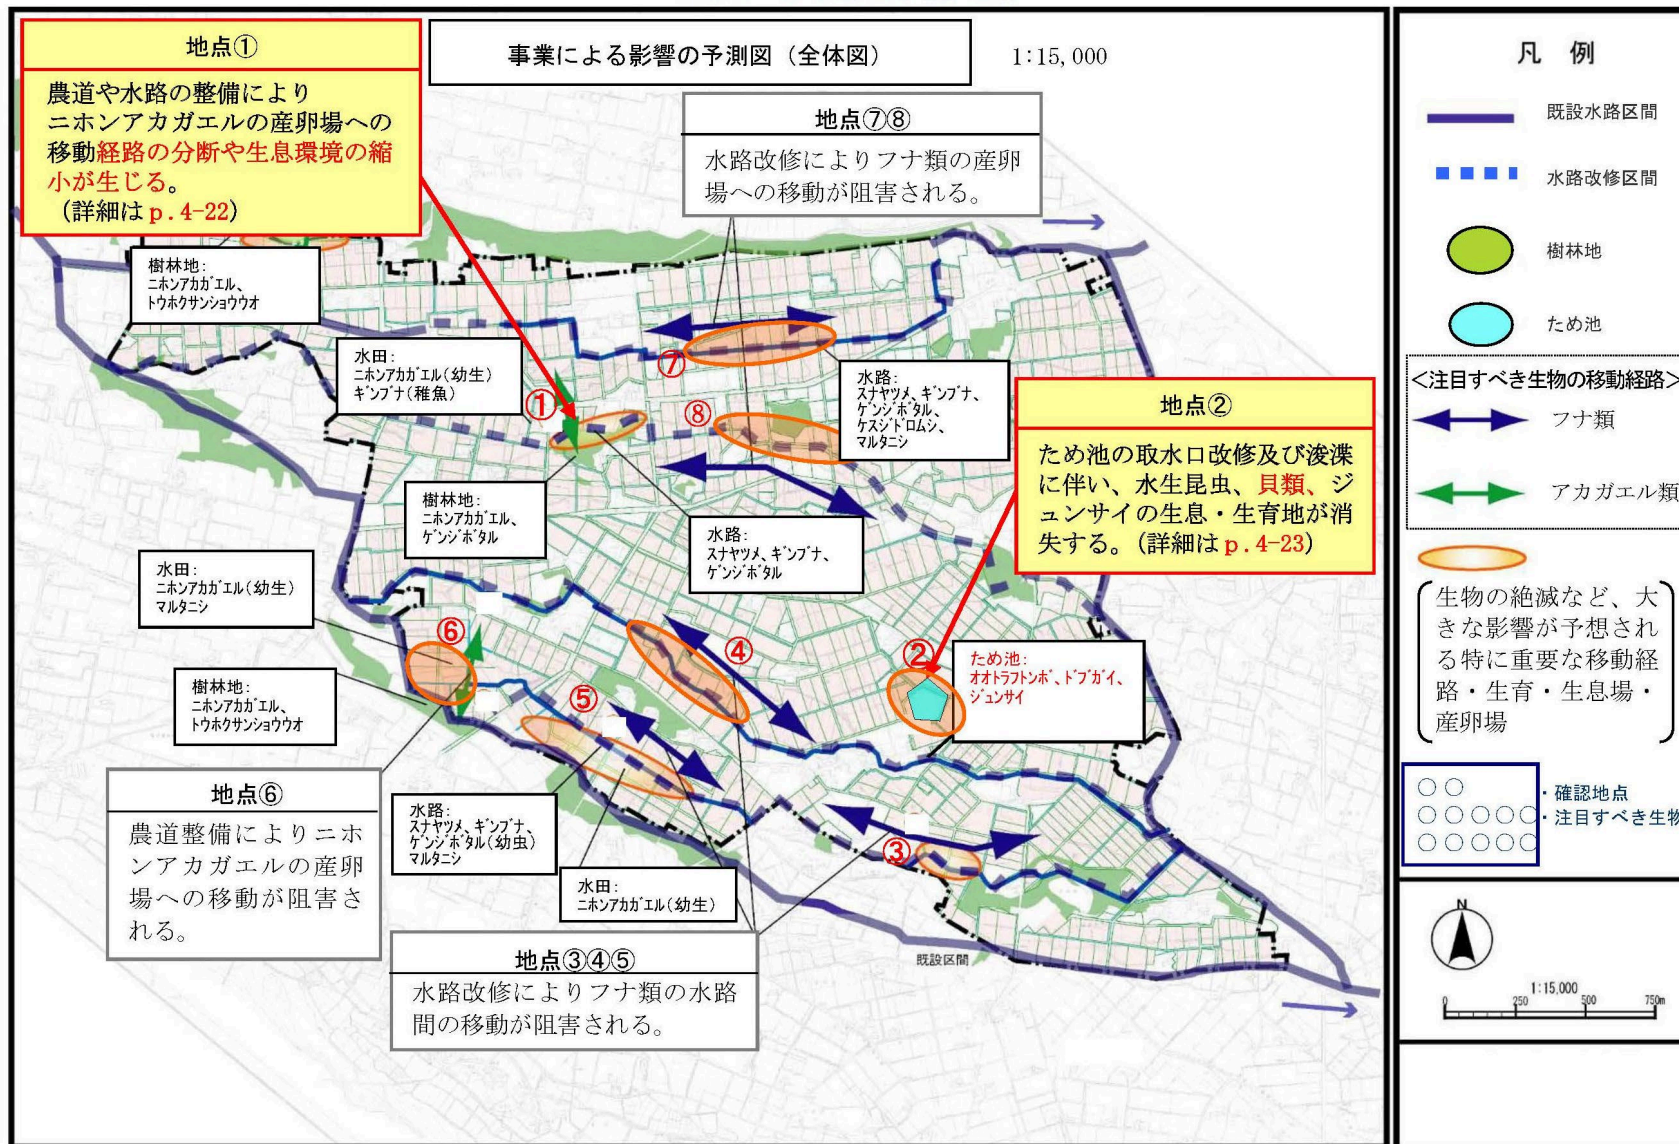 地点①
農道や水路の整備により
ニホンアカガエルの産卵場への
移動経路の分断や生息環境の縮
小が生じる。
(詳細は p.4-22)
事業による影響の予測図（全体図）
1:15,000
地点⑦⑧
水路改修によりフナ類の産卵
場への移動が阻害される。
樹林地：
ニホンアカガエル、
トウホクサンショウウオ
水田：
ニホンアカガエル(幼生)
ギンブナ(稚魚)
①
⑦
⑧
水路：
スナヤツメ、ギンブナ、
ゲンジボタル、
ケスジドロムシ、
マルタニシ
地点②
ため池の取水口改修及び浚渫
に伴い、水生昆虫、貝類、ジ
ュンサイの生息・生育地が消
失する。(詳細は p.4-23)
樹林地：
ニホンアカガエル、
ゲンジボタル
水路：
スナヤツメ、ギンブナ、
ゲンジボタル
水田：
ニホンアカガエル(幼生)
マルタニシ
⑥
④
②
ため池：
オオトラフトンボ、ドブガイ、
ジュンサイ
樹林地：
ニホンアカガエル、
トウホクサンショウウオ
⑤
地点⑥
農道整備によりニホ
ンアカガエルの産卵
場への移動が阻害さ
れる。
水路：
スナヤツメ、ギンブナ、
ゲンジボタル(幼虫)
マルタニシ
③
水田：
ニホンアカガエル(幼生)
地点③④⑤
水路改修によりフナ類の水路
間の移動が阻害される。
既設区間
凡 例
既設水路区間
水路改修区間
樹林地
ため池
＜注目すべき生物の移動経路＞
フナ類
アカガエル類
生物の絶滅など、大
きな影響が予想され
る特に重要な移動経
路・生育・生息場・
産卵場
○○
○○○○○
○○○○○
・確認地点
・注目すべき生物
N
1:15,000
0 250 500 750m